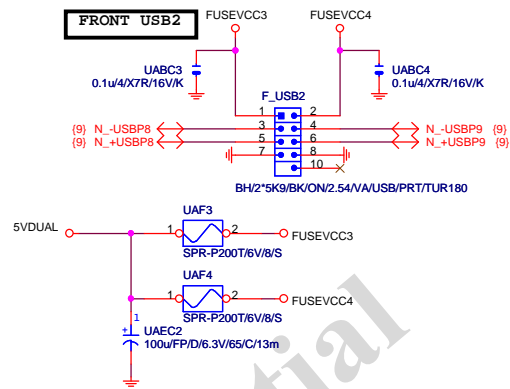 FRONT USB2
FUSEVCC3
FUSEVCC4
UABC3
0.1u/4/X7R/16V/K
UABC4
0.1u/4/X7R/16V/K
F_USB2
1 2
{9} N_-USBP8 3 4 N_-USBP9 {9}
{9} N_+USBP8 5 6 N_+USBP9 {9}
7 8
10
BH/2*5K9/BK/ON/2.54/VA/USB/PRT/TUR180
UAF3
5VDUAL
1 2 FUSEVCC3
SPR-P200T/6V/8/S
UAF4
1 2 FUSEVCC4
SPR-P200T/6V/8/S
1
+
UAEC2
100u/FP/D/6.3V/65/C/13m
tial